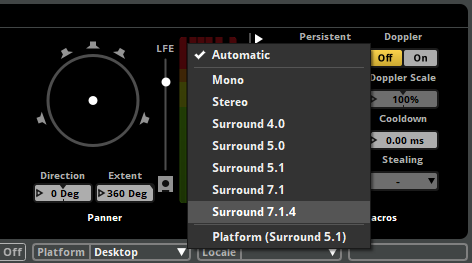 Persistent
Doppler
LFE
Automatic
Off
On
Mono
Doppler Scale
Stereo
100%
Surround 4.0
Cooldown
Surround 5.0
0.00 ms
Surround 5.1
Stealing
Direction
Extent
Surround 7.1
-
0 Deg
360 Deg
Surround 7.1.4
Panner
acros
Platform (Surround 5.1)
Off
Platform
Desktop
Locale